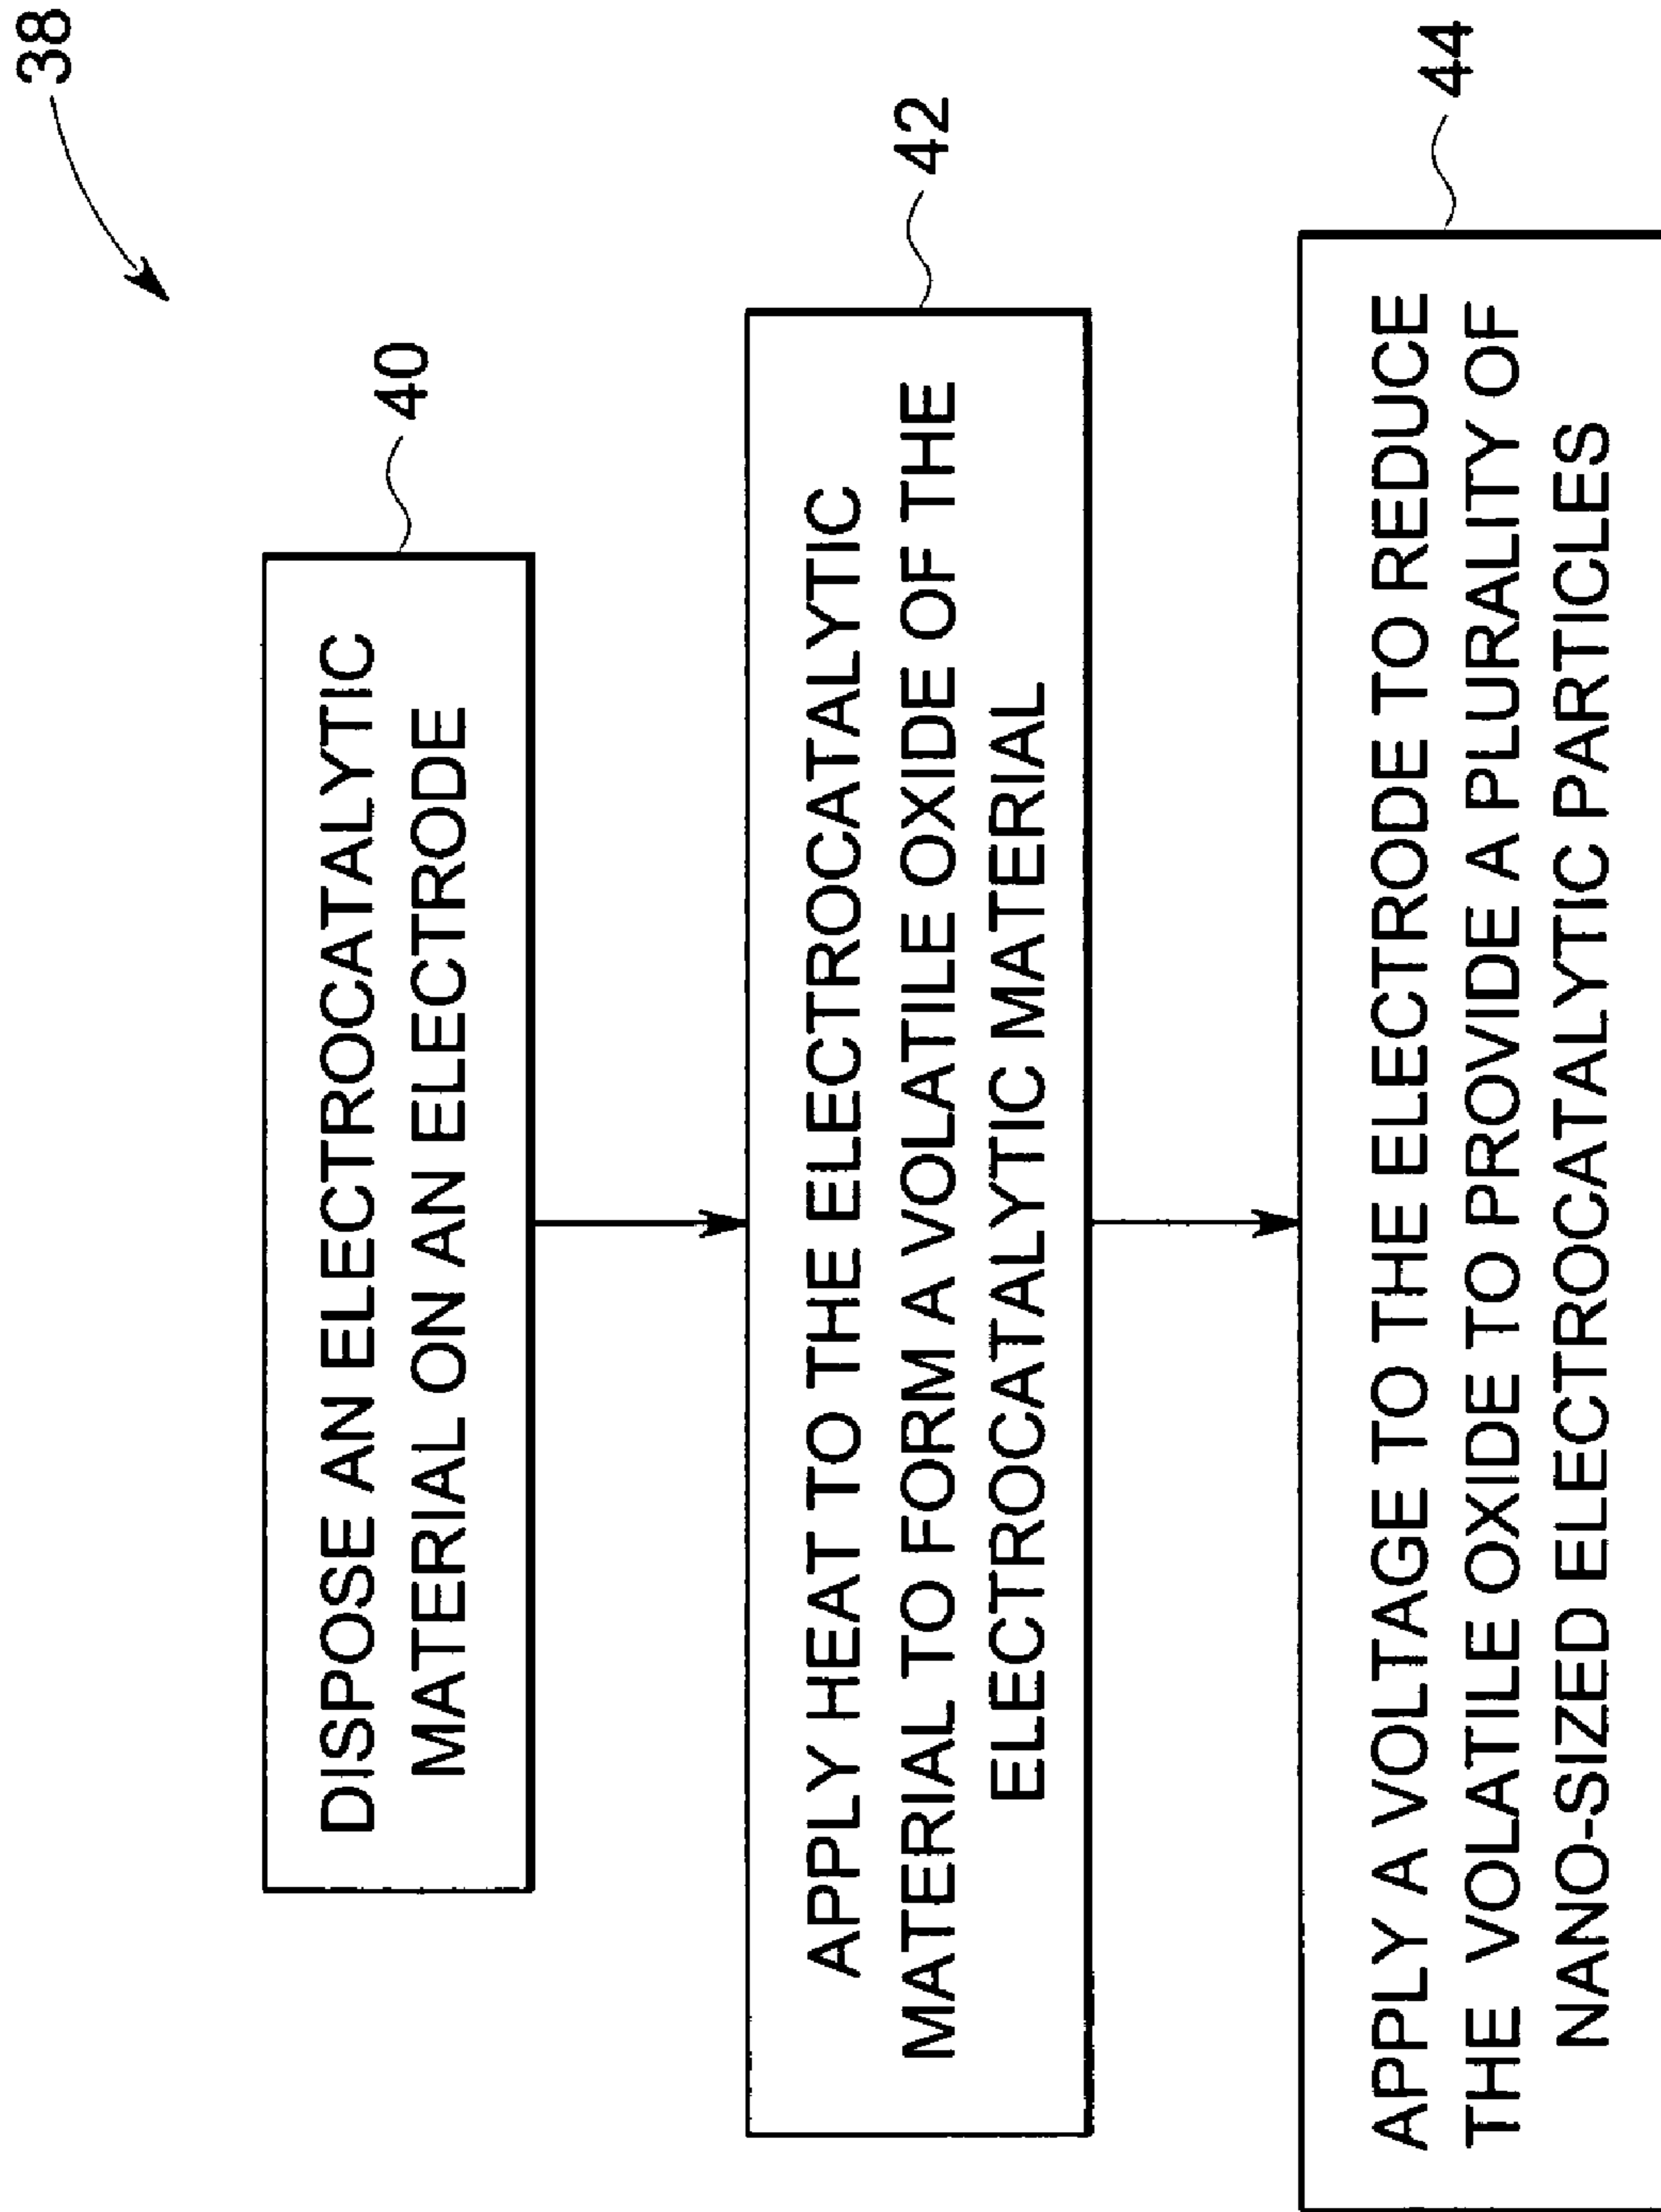 38
DISPOSE AN ELECTROCATALYTIC
MATERIAL ON AN ELECTRODE
40
APPLY HEAT TO THE ELECTROCATALYTIC
MATERIAL TO FORM A VOLATILE OXIDE OF THE
ELECTROCATALYTIC MATERIAL
42
APPLY A VOLTAGE TO THE ELECTRODE TO REDUCE
THE VOLATILE OXIDE TO PROVIDE A PLURALITY OF
NANO-SIZED ELECTROCATALYTIC PARTICLES
44